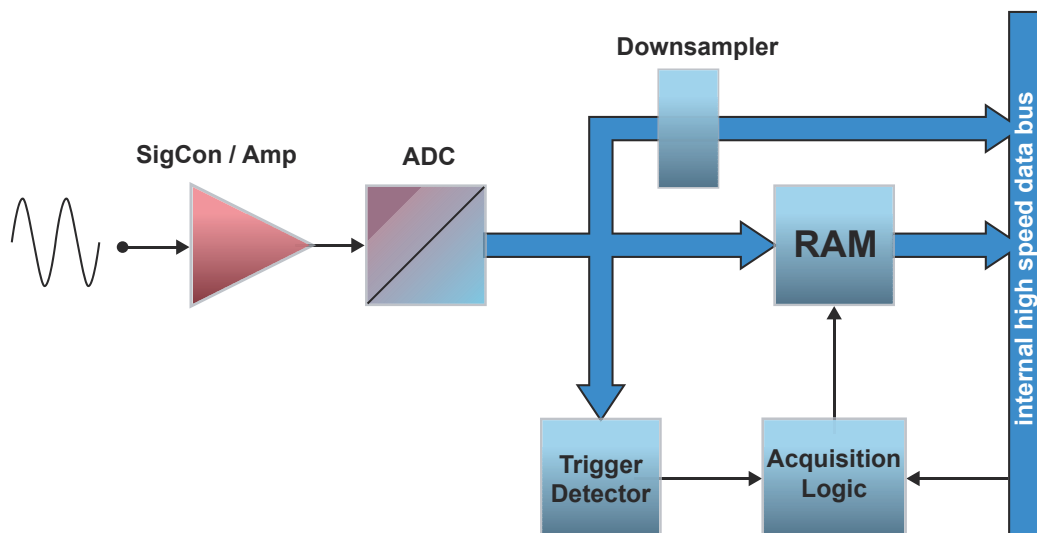 Downsampler
SigCon / Amp
ADC
RAM
internal high speed data bus
Trigger
Detector
Acquisition
Logic